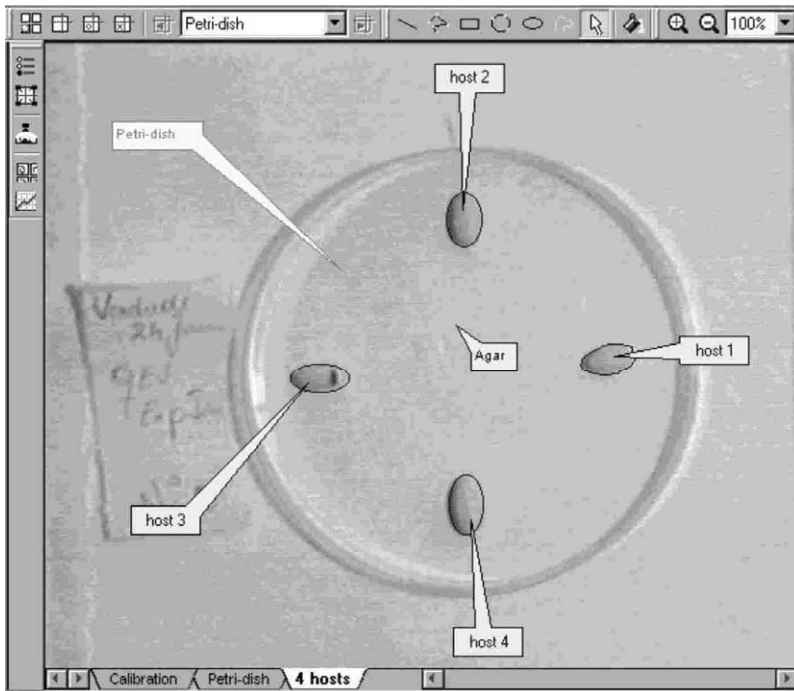 Petri-dish
100%
host 2
Petri-dish
host 1
Agar
host 3
host 4
Calibration
Petri-dish
4 hosts